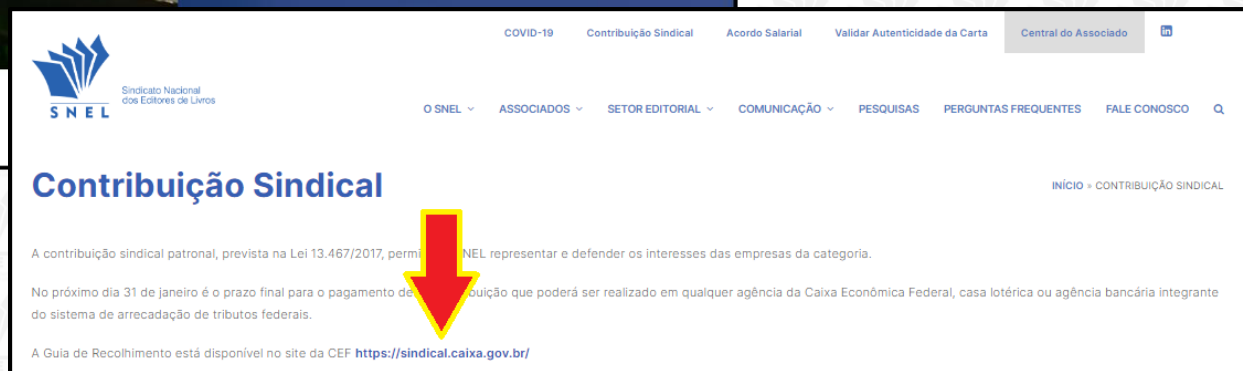 COVID-19 Contribuição Sindical Acordo Salarial Validar Autenticidade da Carta Central do Associado in
Sindicato Nacional
dos Editores de Livros
SNEL
O SNEL ASSOCIADOS SETOR EDITORIAL COMUNICAÇÃO PESQUISAS PERGUNTAS FREQUENTES FALE CONOSCO
Contribuição Sindical
INÍCIO » CONTRIBUIÇÃO SINDICAL
A contribuição sindical patronal, prevista na Lei 13.467/2017, permi NEL representar e defender os interesses das empresas da categoria.
No próximo dia 31 de janeiro é o prazo final para o pagamento de buição que poderá ser realizado em qualquer agência da Caixa Econômica Federal, casa lotérica ou agência bancária integrante
do sistema de arrecadação de tributos federais.
A Guia de Recolhimento está disponível no site da CEF https://sindical.caixa.gov.br/